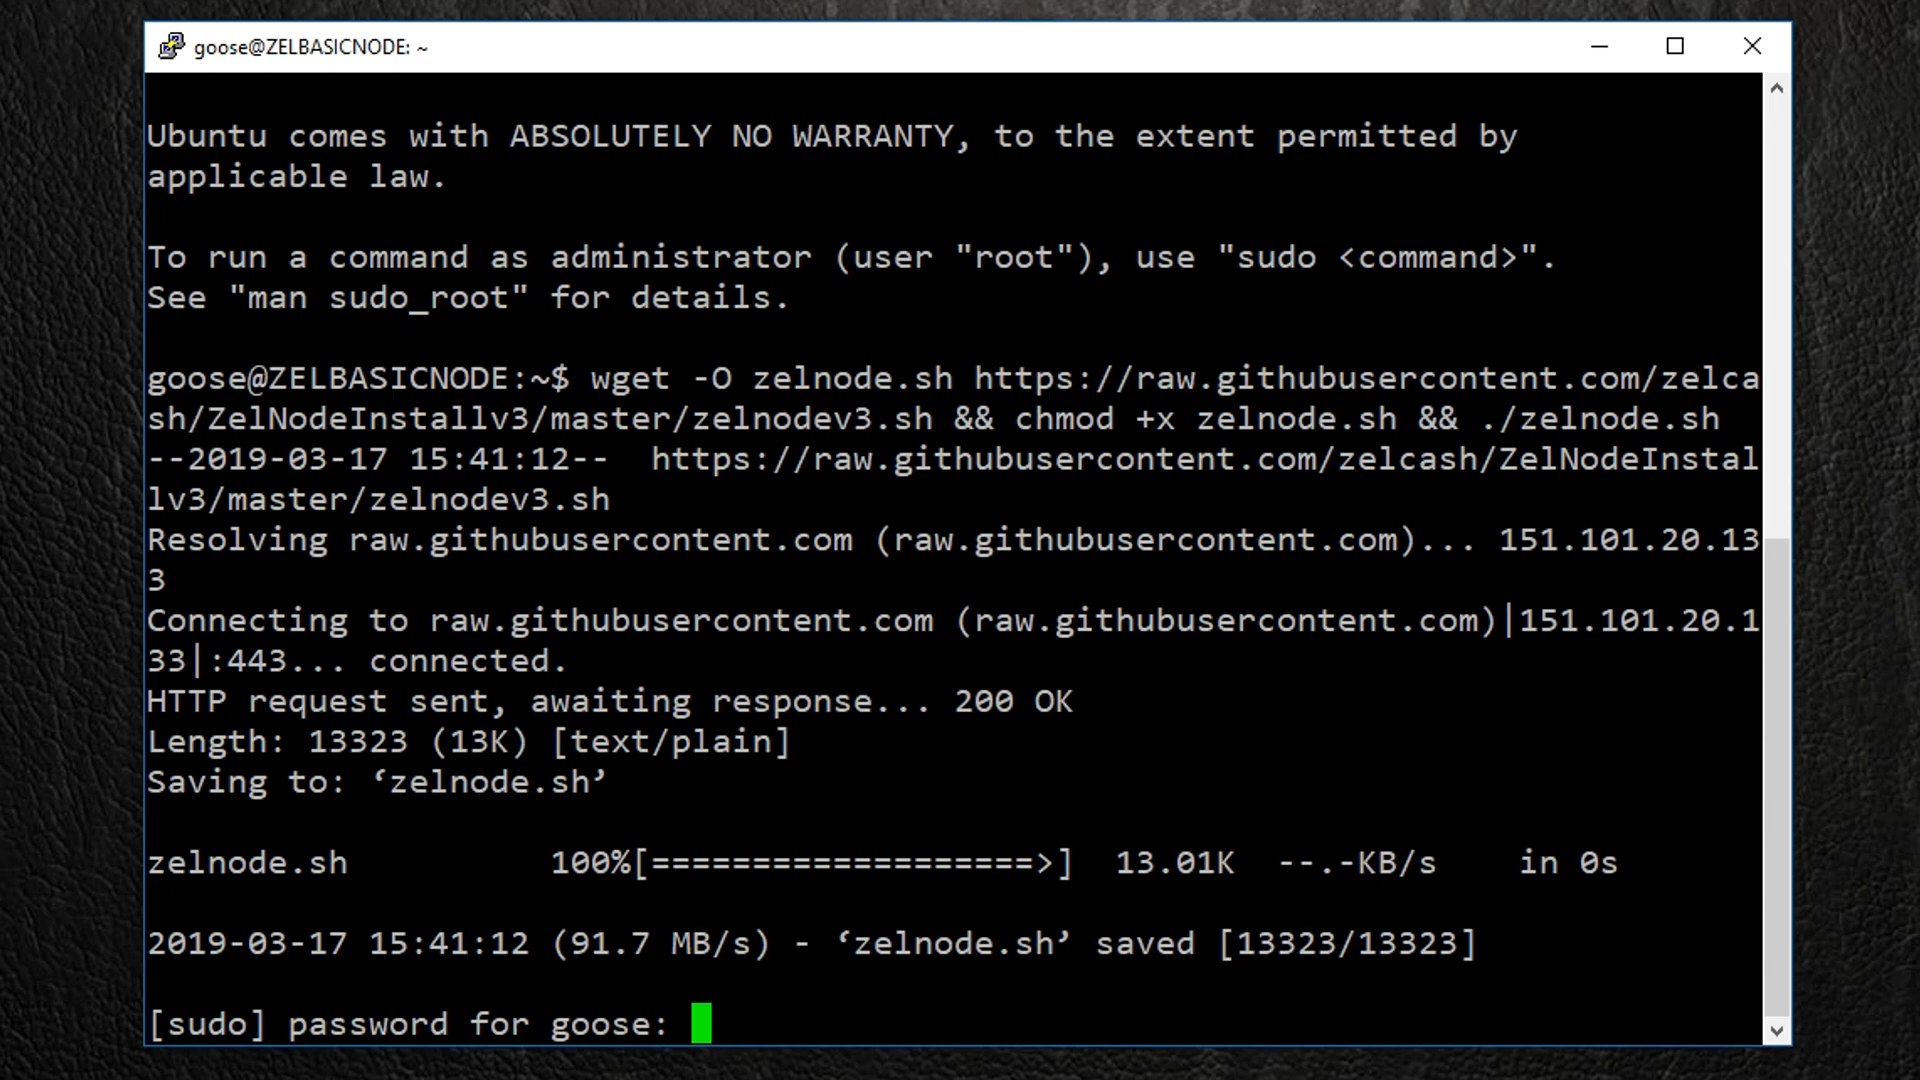 goose@ZELBASICNODE: ~
Ubuntu comes with ABSOLUTELY NO WARRANTY, to the extent permitted by
applicable law.
To run a command as administrator (user "root"), use "sudo <command>".
See "man sudo_root" for details.
goose@ZELBASICNODE:~$ wget -O zelnode.sh https://raw.githubusercontent.com/zelca
sh/ZelNodeInstallv3/master/zelnodev3.sh && chmod +x zelnode.sh && ./zelnode.sh
--2019-03-17 15:41:12--  https://raw.githubusercontent.com/zelcash/ZelNodeInstal
lv3/master/zelnodev3.sh
Resolving raw.githubusercontent.com (raw.githubusercontent.com)... 151.101.20.13
3
Connecting to raw.githubusercontent.com (raw.githubusercontent.com)|151.101.20.1
33|:443... connected.
HTTP request sent, awaiting response... 200 OK
Length: 13323 (13K) [text/plain]
Saving to: ‘zelnode.sh’
zelnode.sh          100%[===================>]  13.01K  --.-KB/s    in 0s
2019-03-17 15:41:12 (91.7 MB/s) - ‘zelnode.sh’ saved [13323/13323]
[sudo] password for goose: